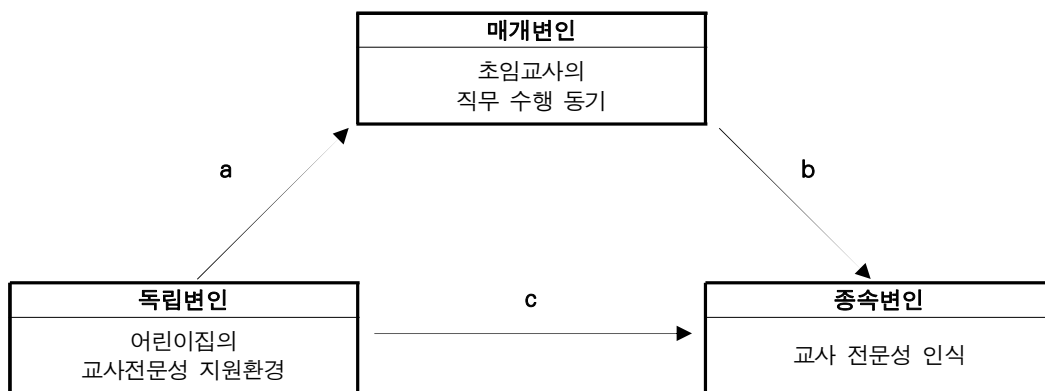 매개변인
초임교사의
직무 수행 동기
a
b
독립변인
어린이집의
교사전문성 지원환경
c
종속변인
교사 전문성 인식